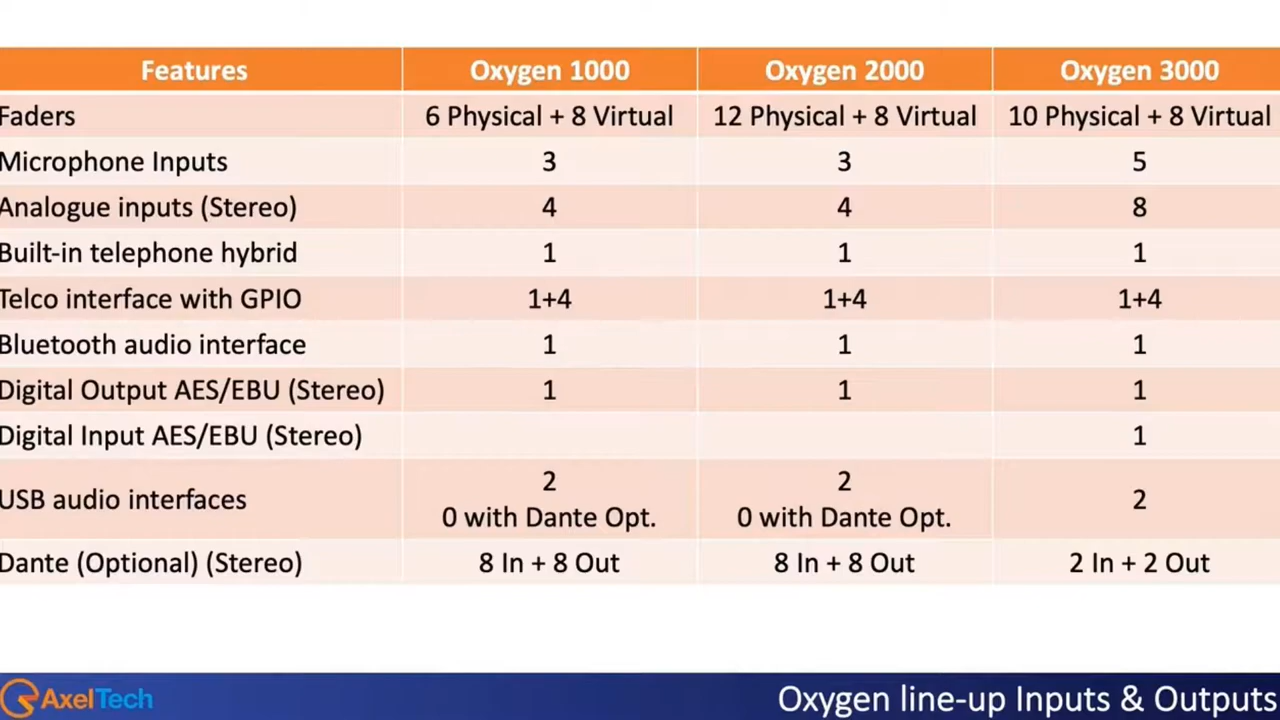 Features Oxygen 1000 Oxygen 2000 Oxygen 3000
Faders 6 Physical + 8 Virtual 12 Physical + 8 Virtual 10 Physical + 8 Virtual
Microphone Inputs 3 3 5
Analogue inputs (Stereo) 4 4 8
Built-in telephone hybrid 1 1 1
Telco interface with GPIO 1+4 1+4 1+4
Bluetooth audio interface 1 1 1
Digital Output AES/EBU (Stereo) 1 1 1
Digital Input AES/EBU (Stereo) 1
USB audio interfaces 2 2 2
0 with Dante Opt. 0 with Dante Opt.
Dante (Optional) (Stereo) 8 In + 8 Out 8 In + 8 Out 2 In + 2 Out
AxelTech
Oxygen line-up Inputs & Outputs